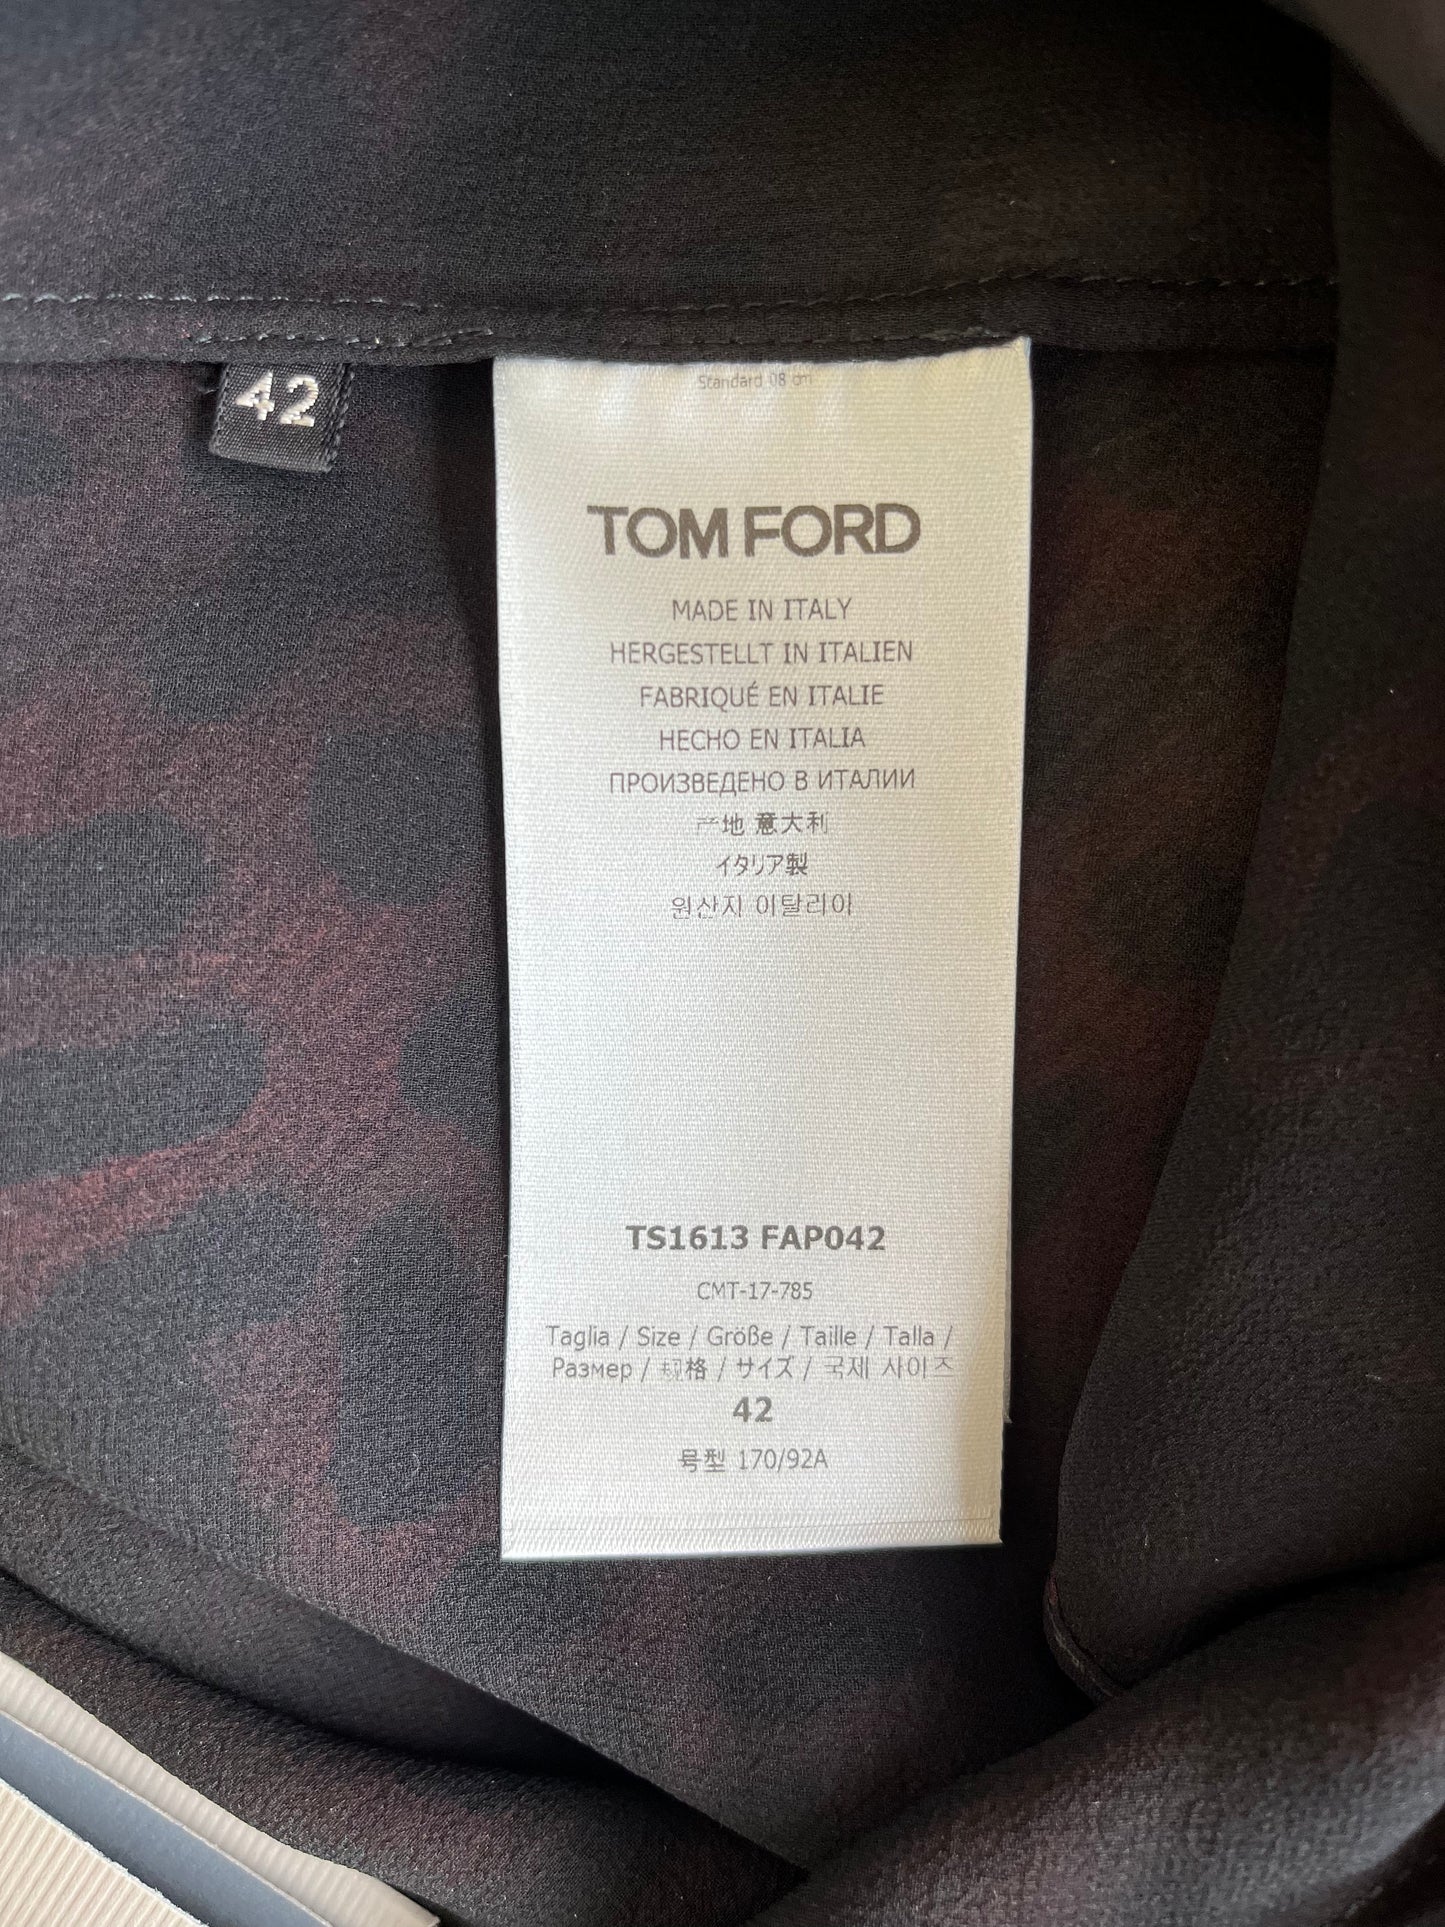 42
Standard 08 cm
TOM FORD
MADE IN ITALY
HERGESTELLT IN ITALIEN
FABRIQUÉ EN ITALIE
HECHO EN ITALIA
ПРОИЗВЕДЕНО В ИТАЛИИ
产地 意大利
イタリア製
원산지 이탈리아
TS1613 FAP042
CMT-17-785
Taglia / Size / Größe / Taille / Talla /
Размер / 规格 / サイズ / 국제 사이즈
42
号型 170/92A